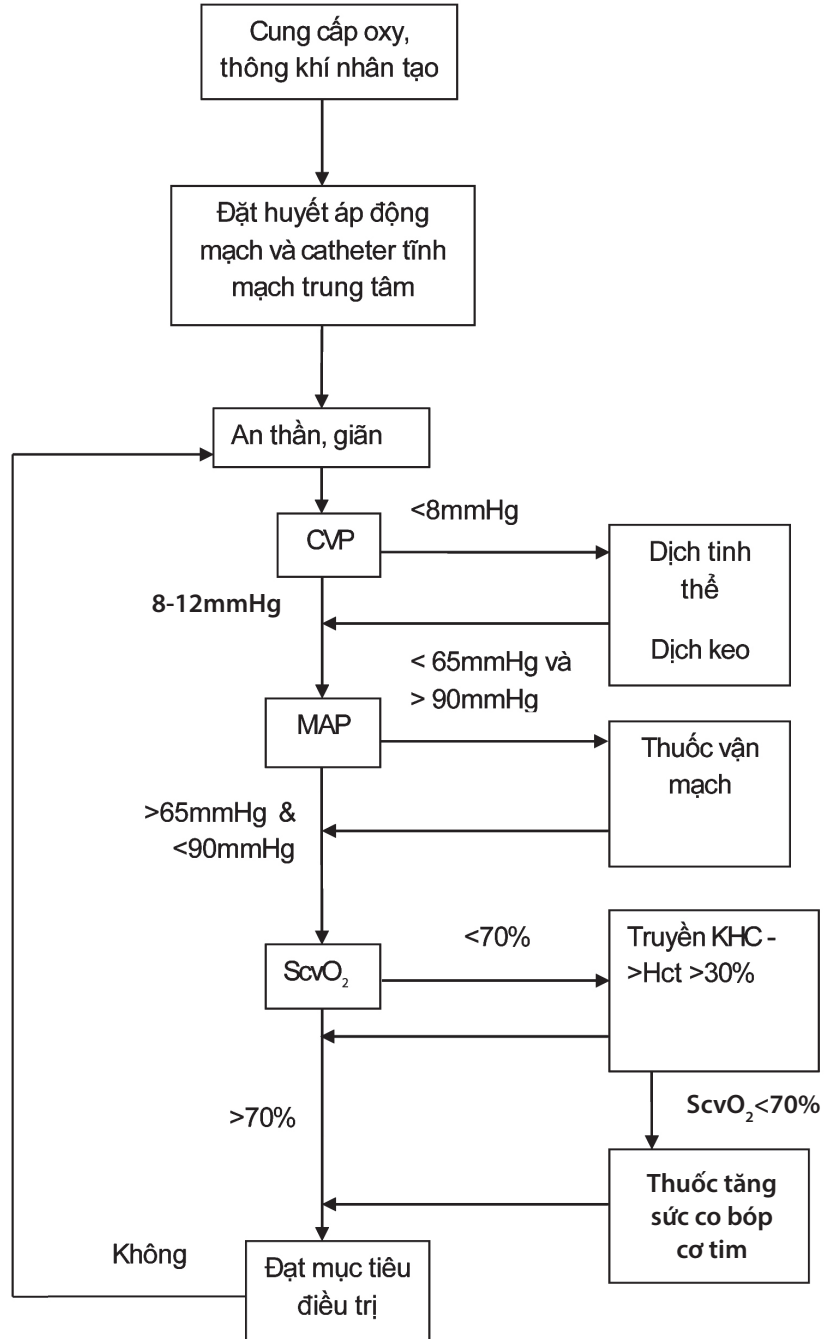 Cung cấp oxy,
thông khí nhân tạo
Đặt huyết áp động
mạch và catheter tĩnh
mạch trung tâm
An thần, giãn
CVP
<8mmHg
Dịch tinh
thể
Dịch keo
8-12mmHg
< 65mmHg và
> 90mmHg
MAP
Thuốc vận
mạch
>65mmHg &
<90mmHg
ScvO₂
<70%
Truyền KHC -
>Hct >30%
>70%
ScvO₂<70%
Thuốc tăng
sức co bóp
cơ tim
Không
Đạt mục tiêu
điều trị